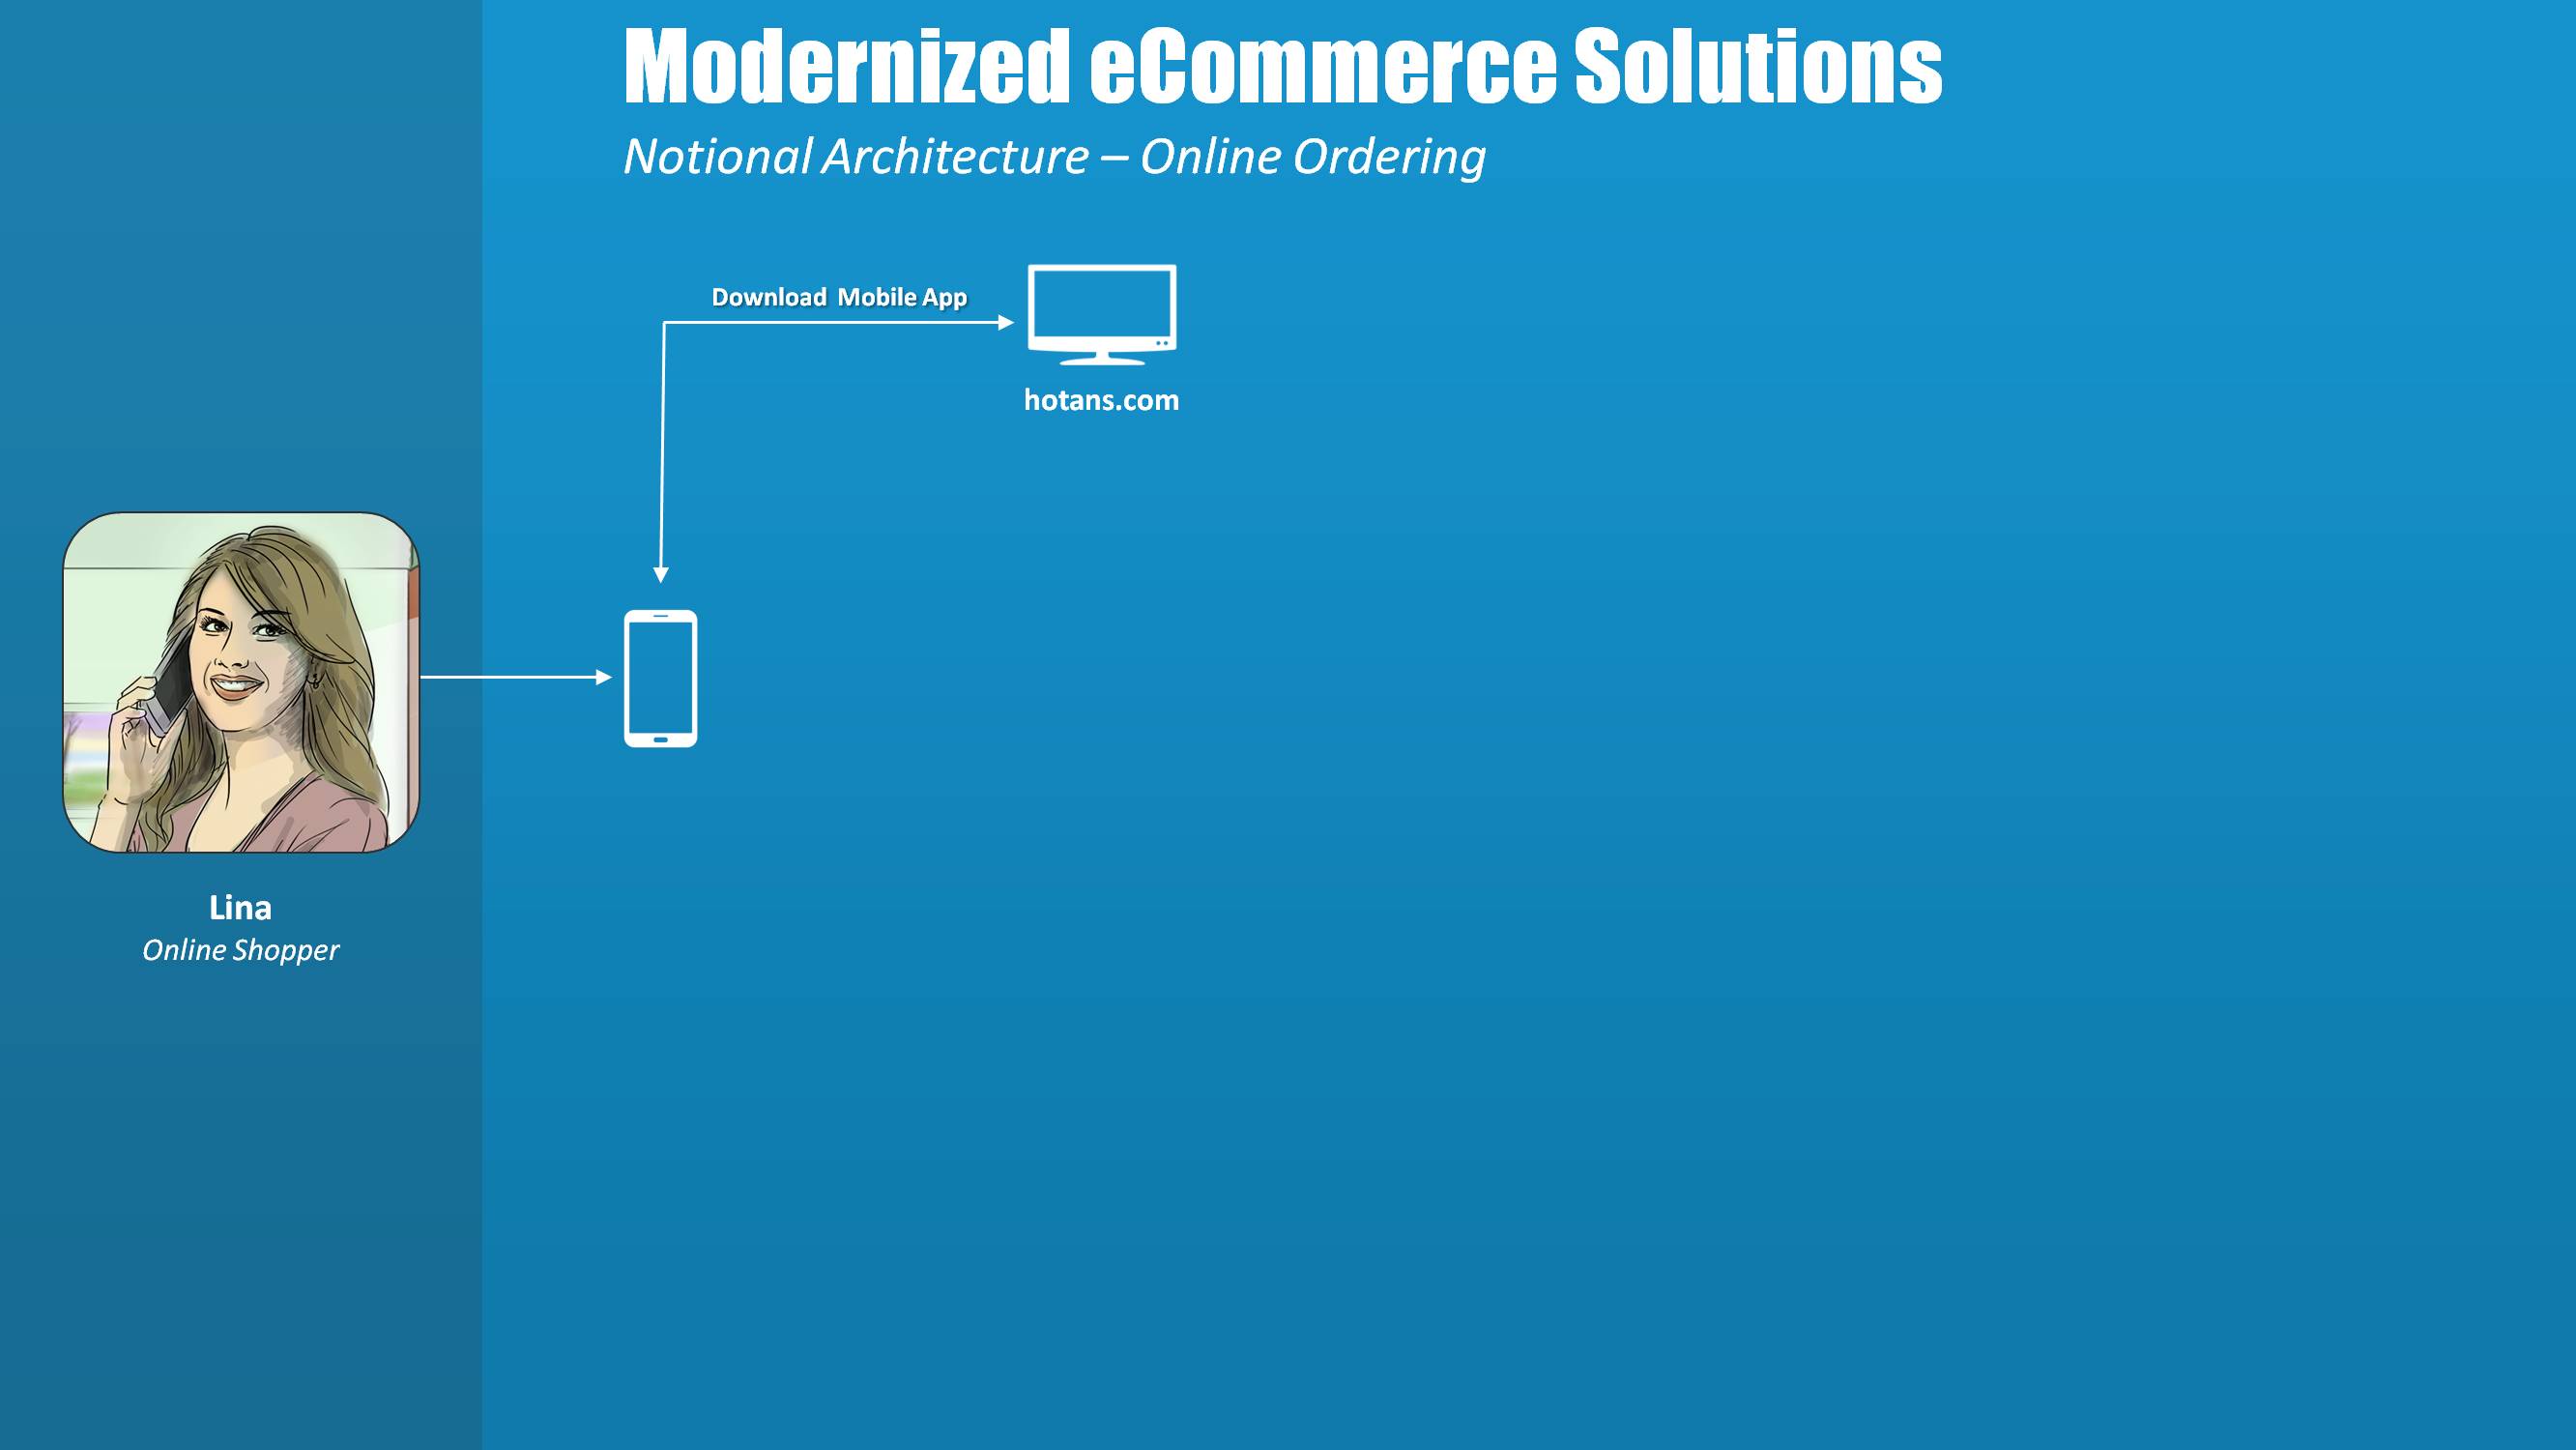 Modernized eCommerce Solutions
Notional Architecture – Online Ordering
Download  Mobile App
hotans.com
Lina
Online Shopper